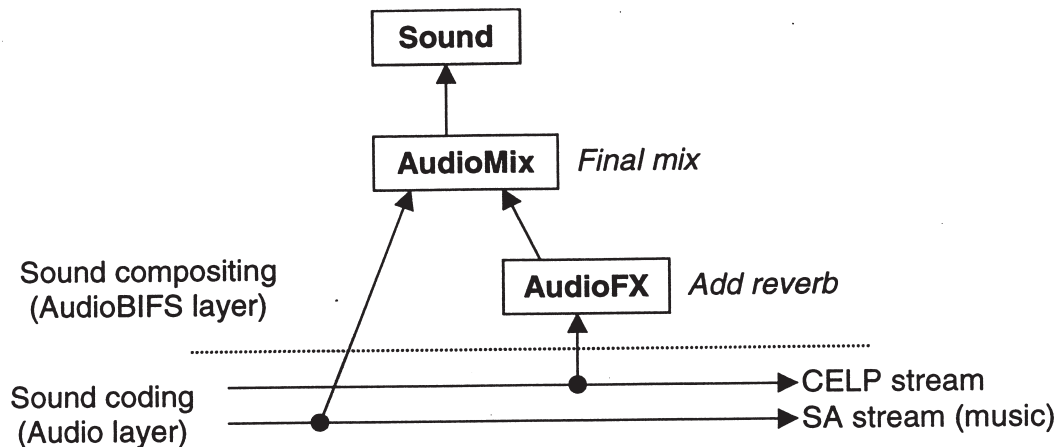 Sound
AudioMix
Final mix
Sound compositing
(AudioBIFS layer)
AudioFX
Add reverb
Sound coding
(Audio layer)
CELP stream
SA stream (music)